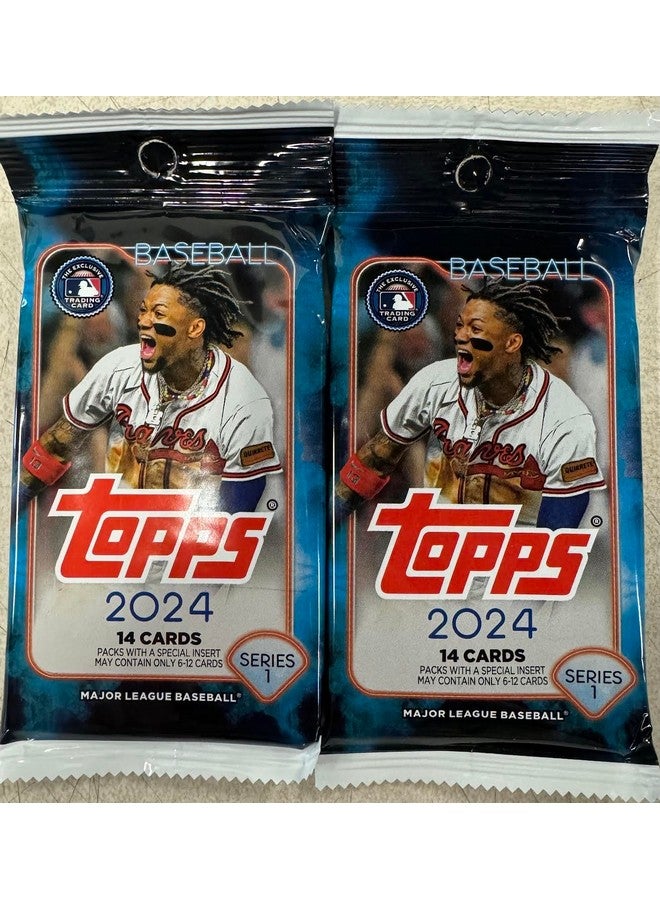 BASEBALL
THE EXCLUSIVE
TRADING
CARD
Braves
QUIKRETE
TOPPS®
2024
14 CARDS
PACKS WITH A SPECIAL INSERT
MAY CONTAIN ONLY 6-12 CARDS
SERIES
1
MAJOR LEAGUE BASEBALL®
BASEBALL
THE EXCLUSIVE
TRADING
CARD
Braves
QUIKRETE
TOPPS®
2024
14 CARDS
PACKS WITH A SPECIAL INSERT
MAY CONTAIN ONLY 6-12 CARDS
SERIES
1
MAJOR LEAGUE BASEBALL®